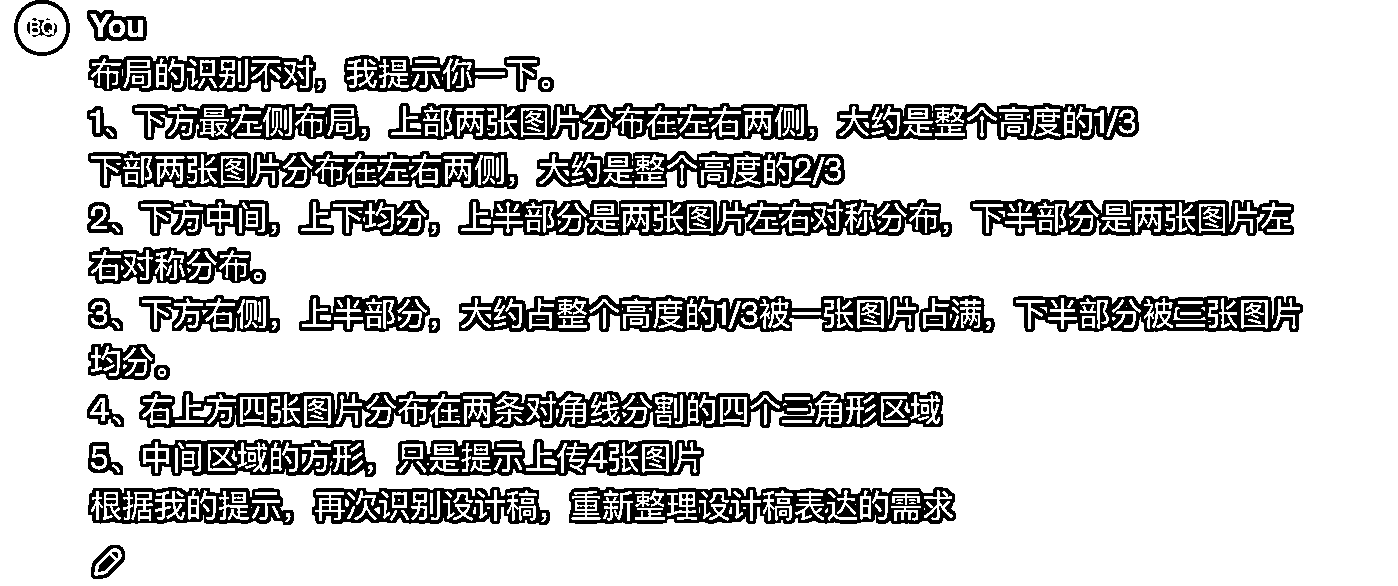 BQ
You
布局的识别不对，我提示你一下。
1、下方最左侧布局，上部两张图片分布在左右两侧，大约是整个高度的1/3
下部两张图片分布在左右两侧，大约是整个高度的2/3
2、下方中间，上下均分，上半部分是两张图片左右对称分布，下半部分是两张图片左
右对称分布。
3、下方右侧，上半部分，大约占整个高度的1/3被一张图片占满，下半部分被三张图片
均分。
4、右上方四张图片分布在两条对角线分割的四个三角形区域
5、中间区域的方形，只是提示上传4张图片
根据我的提示，再次识别设计稿，重新整理设计稿表达的需求